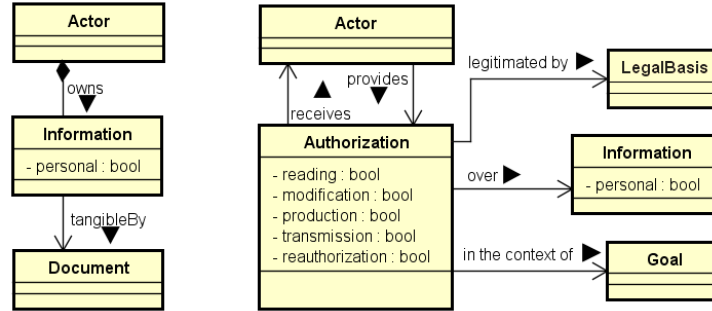 Actor
owns
Information
- personal : bool
tangibleBy
Document
Actor
receives
provides
Authorization
- reading : bool
- modification : bool
- production : bool
- transmission : bool
- reauthorization : bool
legitimated by
LegalBasis
over
Information
- personal : bool
in the context of
Goal